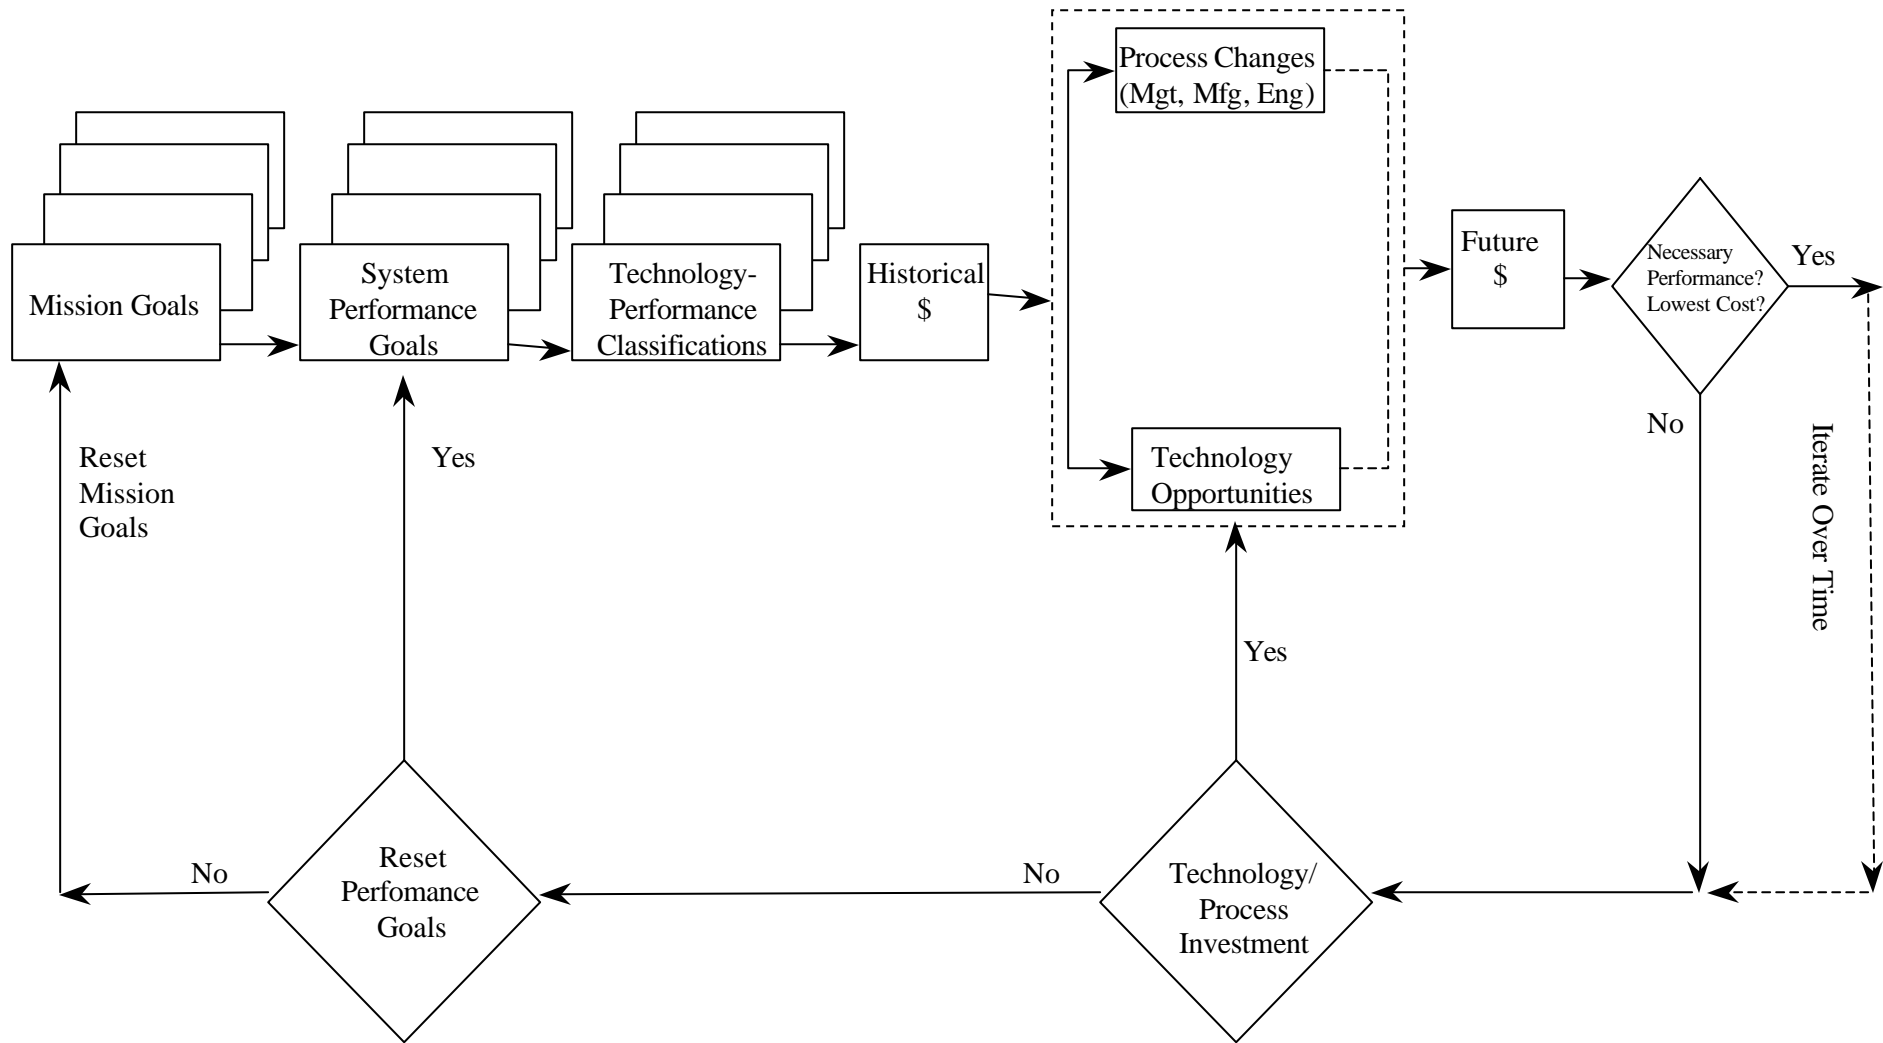 Process Changes
(Mgt, Mfg, Eng)
Mission Goals
System
Performance
Goals
Technology-
Performance
Classifications
Historical
$
Future
$
Necessary
Performance?
Lowest Cost?
Yes
No
Technology
Opportunities
Iterate Over Time
Reset
Mission
Goals
Yes
Yes
No
Reset
Perfomance
Goals
No
Technology/
Process
Investment